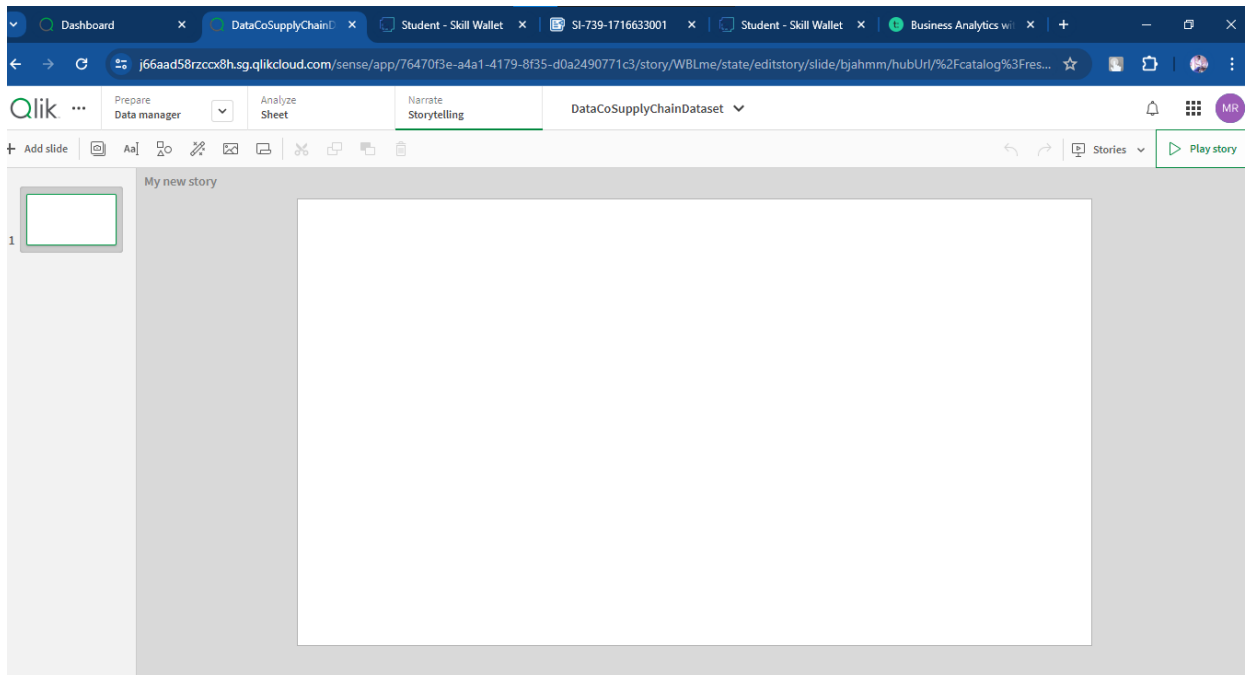 Dashboard
DataCoSupplyChainD
Student - Skill Wallet
SI-739-1716633001
Student - Skill Wallet
Business Analytics wit
j66aad58rzccx8h.sg.qlikcloud.com/sense/app/76470f3e-a4a1-4179-8f35-d0a2490771c3/story/WBLme/state/editstory/slide/bjahmm/hubUrl/%2Fcatalog%3Fres...
Qlik
Prepare
Data manager
Analyze
Sheet
Narrate
Storytelling
DataCoSupplyChainDataset
MR
+ Add slide
Aa
Stories
Play story
My new story
1